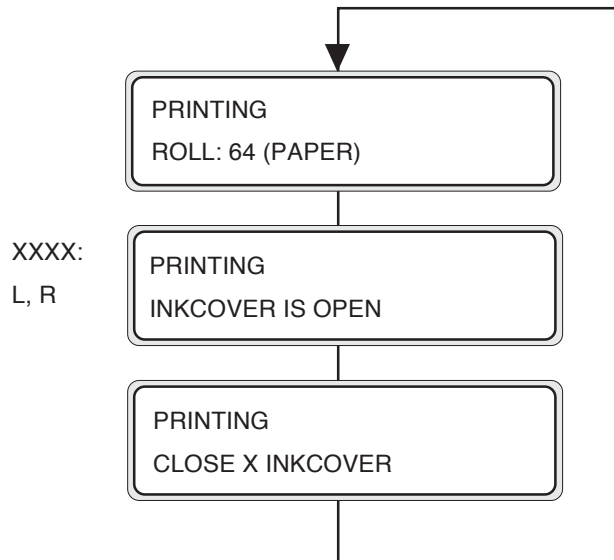 PRINTING
ROLL: 64 (PAPER)
XXXX:
L, R
PRINTING
INKCOVER IS OPEN
PRINTING
CLOSE X INKCOVER